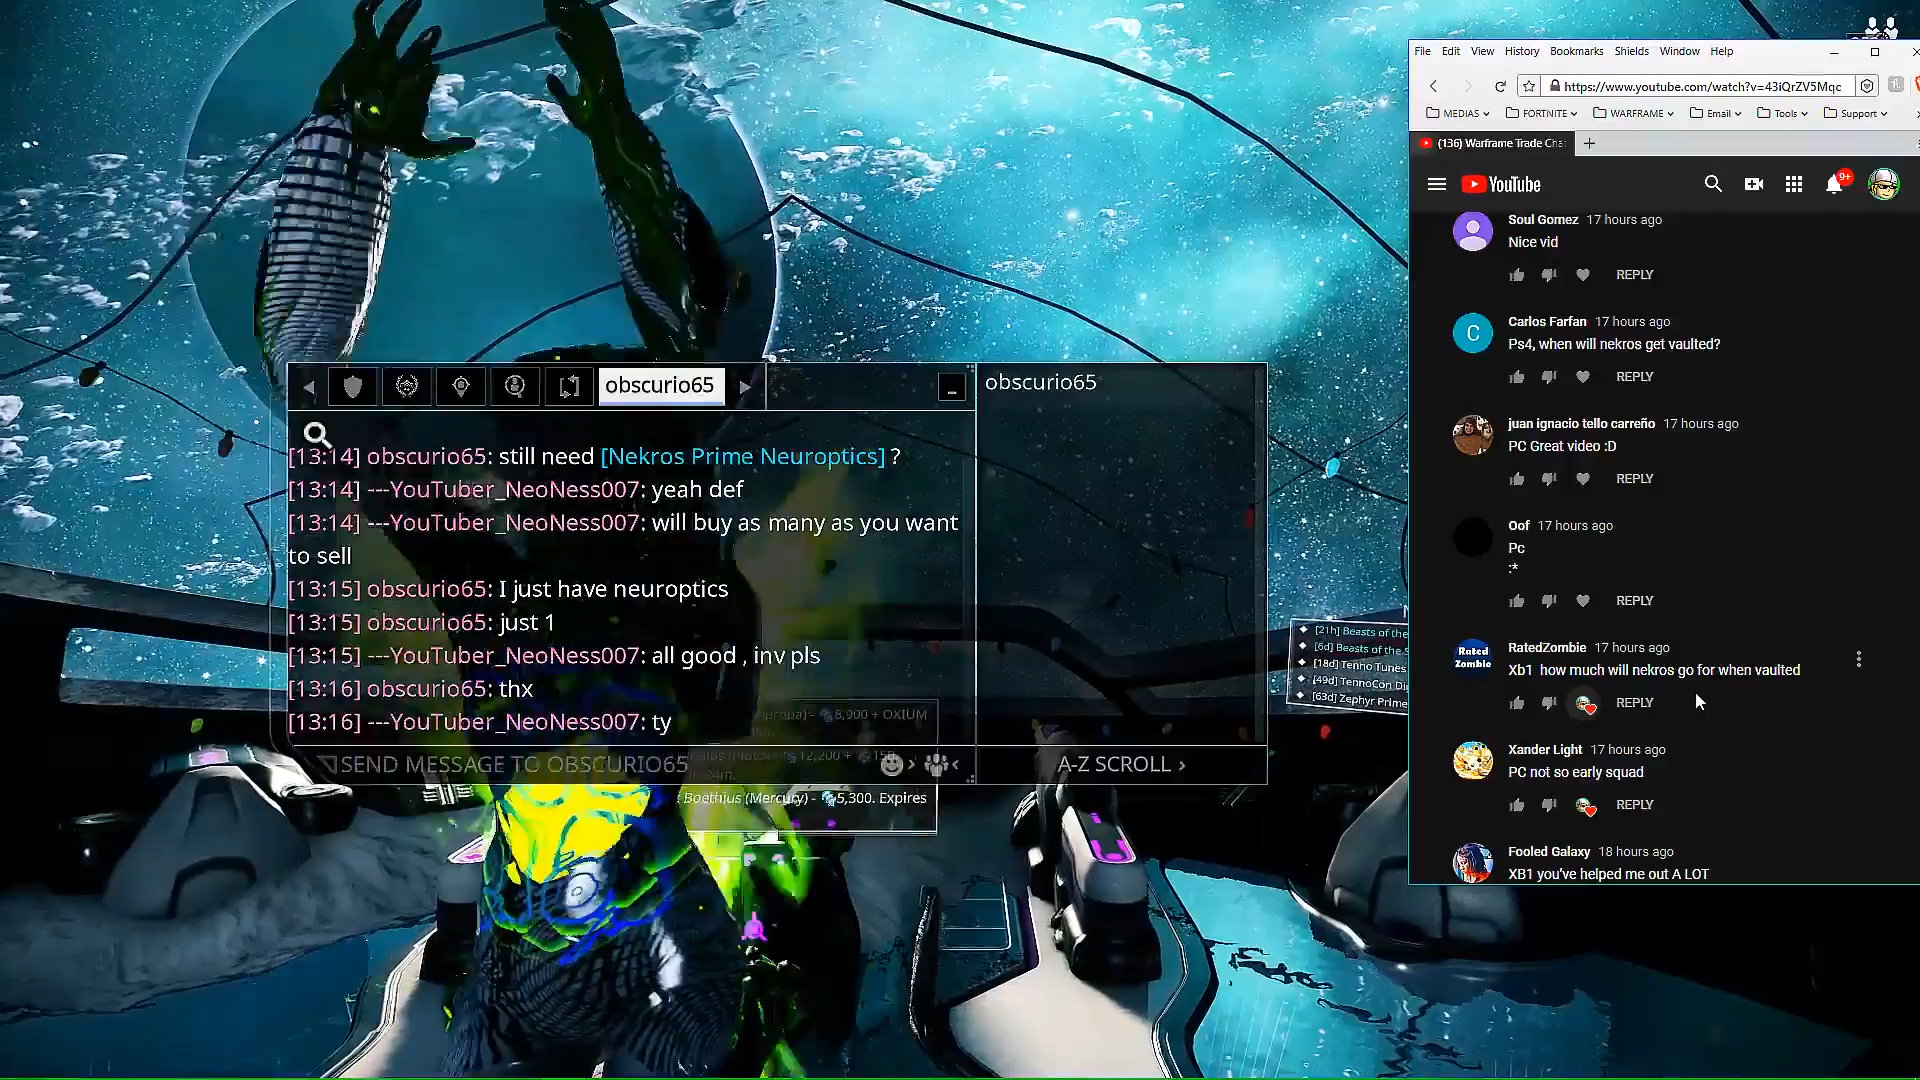 obscurio65
obscurio65
[13:14] obscurio65: still need [Nekros Prime Neuroptics] ?
[13:14] ---YouTuber_NeoNess007: yeah def
[13:14] ---YouTuber_NeoNess007: will buy as many as you want
to sell
[13:15] obscurio65: I just have neuroptics
[13:15] obscurio65: just 1
[13:15] ---YouTuber_NeoNess007: all good , inv pls
[13:16] obscurio65: thx
[13:16] ---YouTuber_NeoNess007: ty
8,900 + OXIUM
12,200 +
SEND MESSAGE TO OBSCURIO65
A-Z SCROLL ›
Boethius (Mercury) - 5,300. Expires
[21h] Beasts of the
[6d] Beasts of the
[18d] Tenno Tunes
[49d] TennoCon
[63d] Zephyr Prime
File Edit View History Bookmarks Shields Window Help
https://www.youtube.com/watch?v=43iQrZV5Mqc
MEDIAS FORTNITE WARFRAME Email Tools Support
(136) Warframe Trade Cha
YouTube
9+
Soul Gomez 17 hours ago
Nice vid
REPLY
C
Carlos Farfan 17 hours ago
Ps4, when will nekros get vaulted?
REPLY
juan ignacio tello carreño 17 hours ago
PC Great video :D
REPLY
Oof 17 hours ago
Pc
:*
REPLY
Rated
Zombie
RatedZombie 17 hours ago
Xb1 how much will nekros go for when vaulted
REPLY
Xander Light 17 hours ago
PC not so early squad
REPLY
Fooled Galaxy 18 hours ago
XB1 you've helped me out A LOT